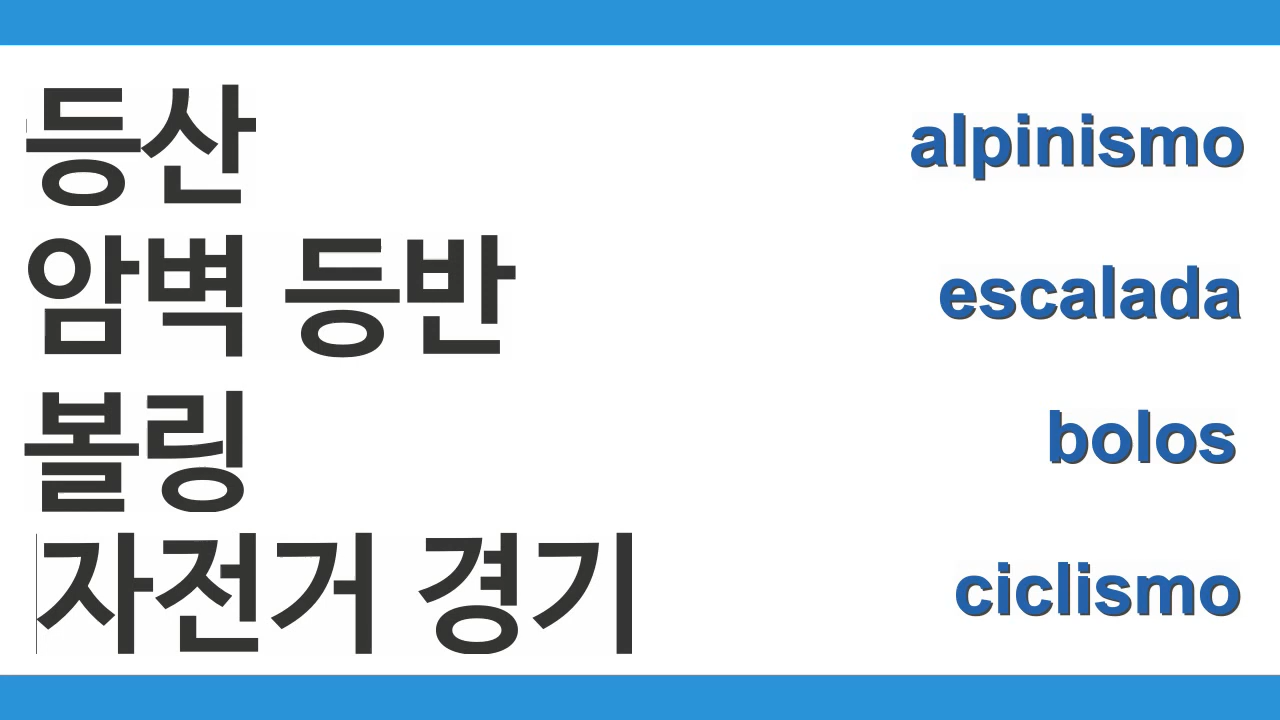 등산 alpinismo
암벽 등반 escalada
볼링 bolos
자전거 경기 ciclismo